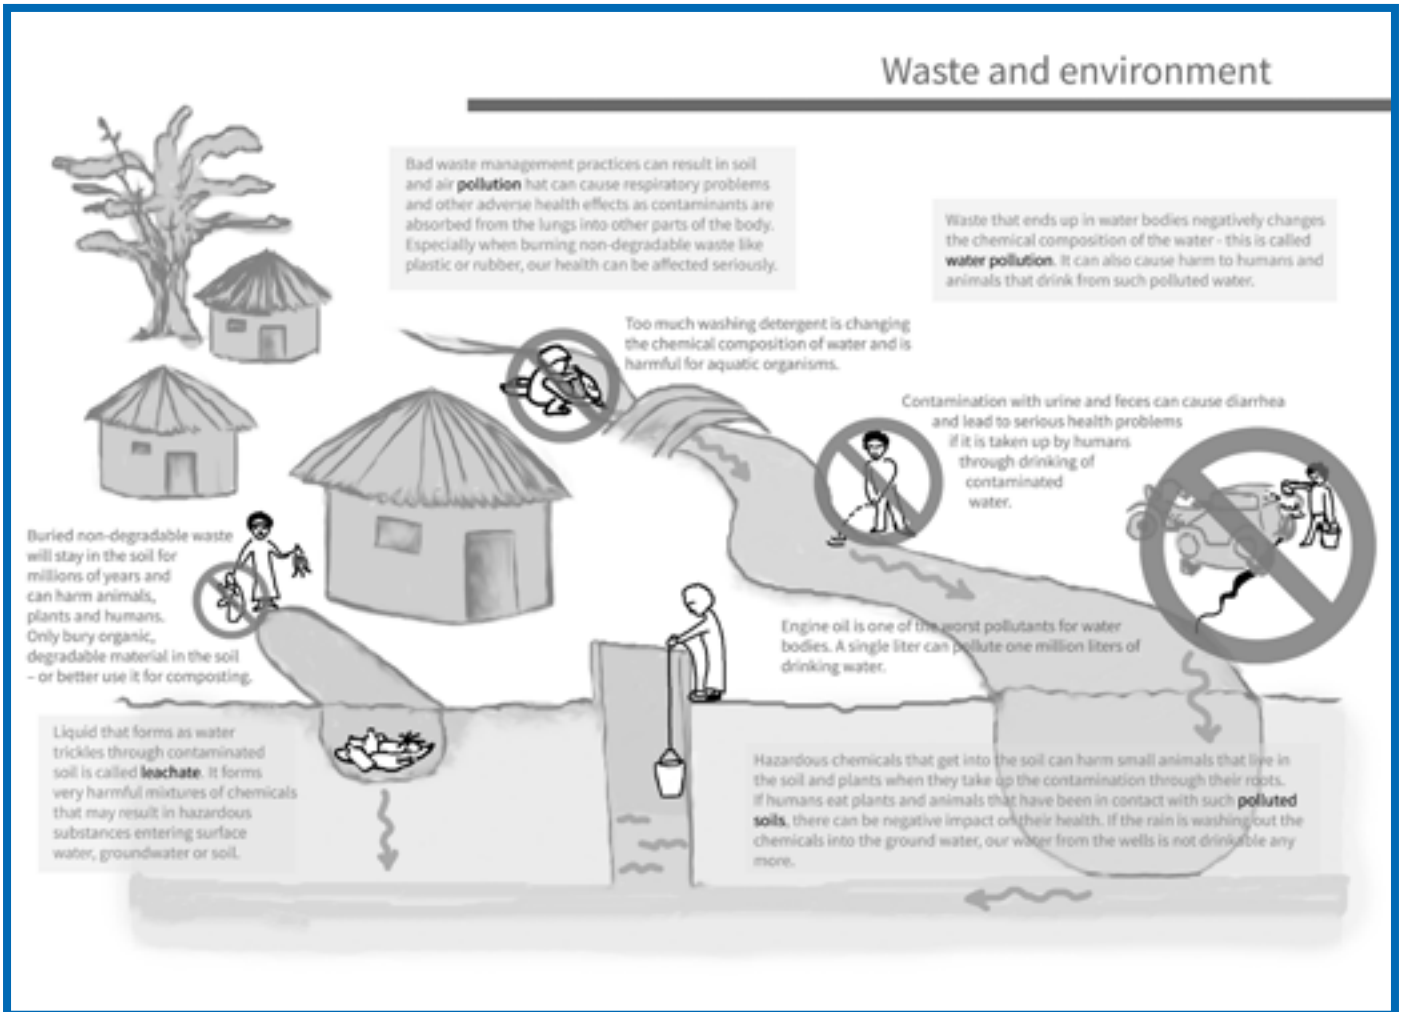 Waste and environment
Bad waste management practices can result in soil
and air pollution hat can cause respiratory problems
and other adverse health effects as contaminants are
absorbed from the lungs into other parts of the body.
Especially when burning non-degradable waste like
plastic or rubber, our health can be affected seriously.
Waste that ends up in water bodies negatively changes
the chemical composition of the water - this is called
water pollution. It can also cause harm to humans and
animals that drink from such polluted water.
Too much washing detergent is changing
the chemical composition of water and is
harmful for aquatic organisms.
Contamination with urine and feces can cause diarrhea
and lead to serious health problems
if it is taken up by humans
through drinking of
contaminated
water.
Buried non-degradable waste
will stay in the soil for
millions of years and
can harm animals,
plants and humans.
Only bury organic,
degradable material in the soil
– or better use it for composting.
Engine oil is one of the worst pollutants for water
bodies. A single liter can pollute one million liters of
drinking water.
Liquid that forms as water
trickles through contaminated
soil is called leachate. It forms
very harmful mixtures of chemicals
that may result in hazardous
substances entering surface
water, groundwater or soil.
Hazardous chemicals that get into the soil can harm small animals that live in
the soil and plants when they take up the contamination through their roots.
If humans eat plants and animals that have been in contact with such polluted
soils, there can be negative impact on their health. If the rain is washing out the
chemicals into the ground water, our water from the wells is not drinkable any
more.